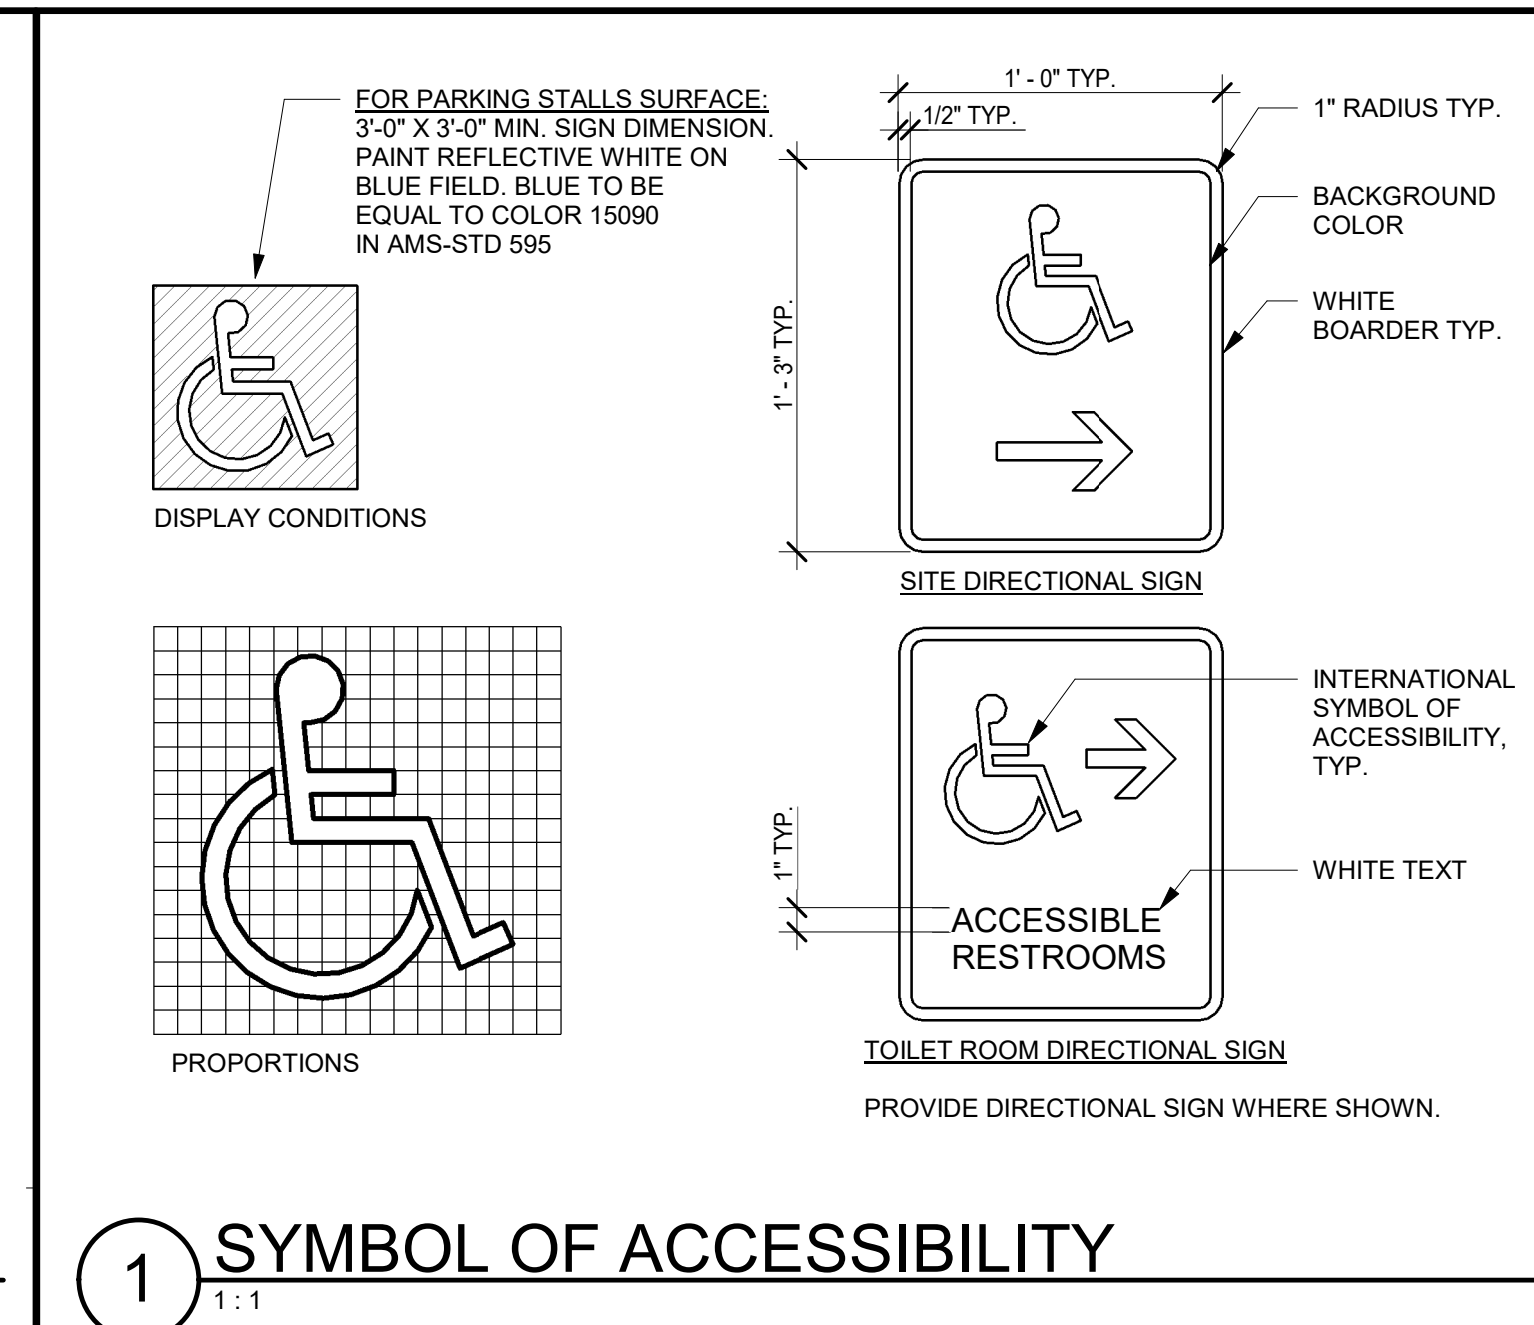 FOR PARKING STALLS SURFACE:
3'-0" X 3'-0" MIN. SIGN DIMENSION.
PAINT REFLECTIVE WHITE ON
BLUE FIELD. BLUE TO BE
EQUAL TO COLOR 15090
IN AMS-STD 595
DISPLAY CONDITIONS
PROPORTIONS
1' - 0" TYP.
1/2" TYP.
1' - 3" TYP.
1" RADIUS TYP.
BACKGROUND
COLOR
WHITE
BOARDER TYP.
SITE DIRECTIONAL SIGN
INTERNATIONAL
SYMBOL OF
ACCESSIBILITY,
TYP.
1" TYP.
WHITE TEXT
ACCESSIBLE
RESTROOMS
TOILET ROOM DIRECTIONAL SIGN
PROVIDE DIRECTIONAL SIGN WHERE SHOWN.
1
SYMBOL OF ACCESSIBILITY
1 : 1